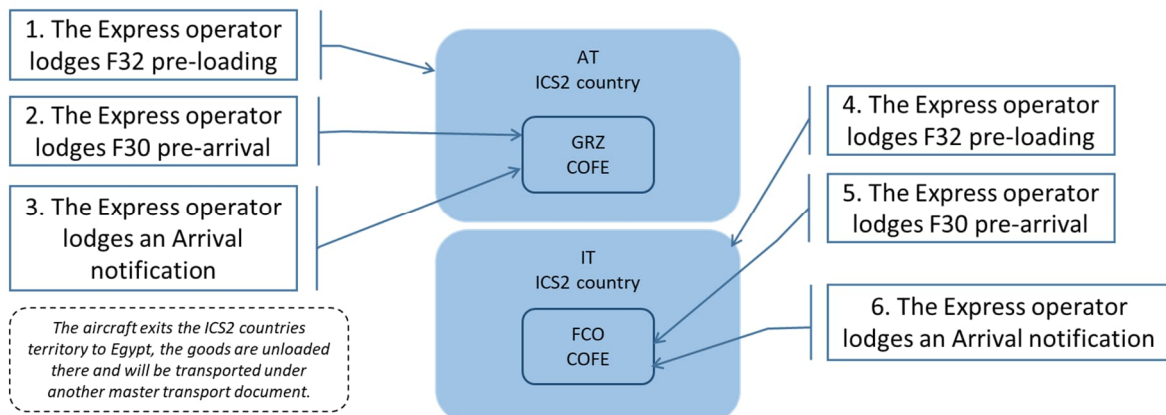 1. The Express operator
lodges F32 pre-loading
2. The Express operator
lodges F30 pre-arrival
3. The Express operator
lodges an Arrival
notification
The aircraft exits the ICS2 countries
territory to Egypt, the goods are unloaded
there and will be transported under
another master transport document.
AT
ICS2 country
GRZ
COFE
IT
ICS2 country
FCO
COFE
4. The Express operator
lodges F32 pre-loading
5. The Express operator
lodges F30 pre-arrival
6. The Express operator
lodges an Arrival notification